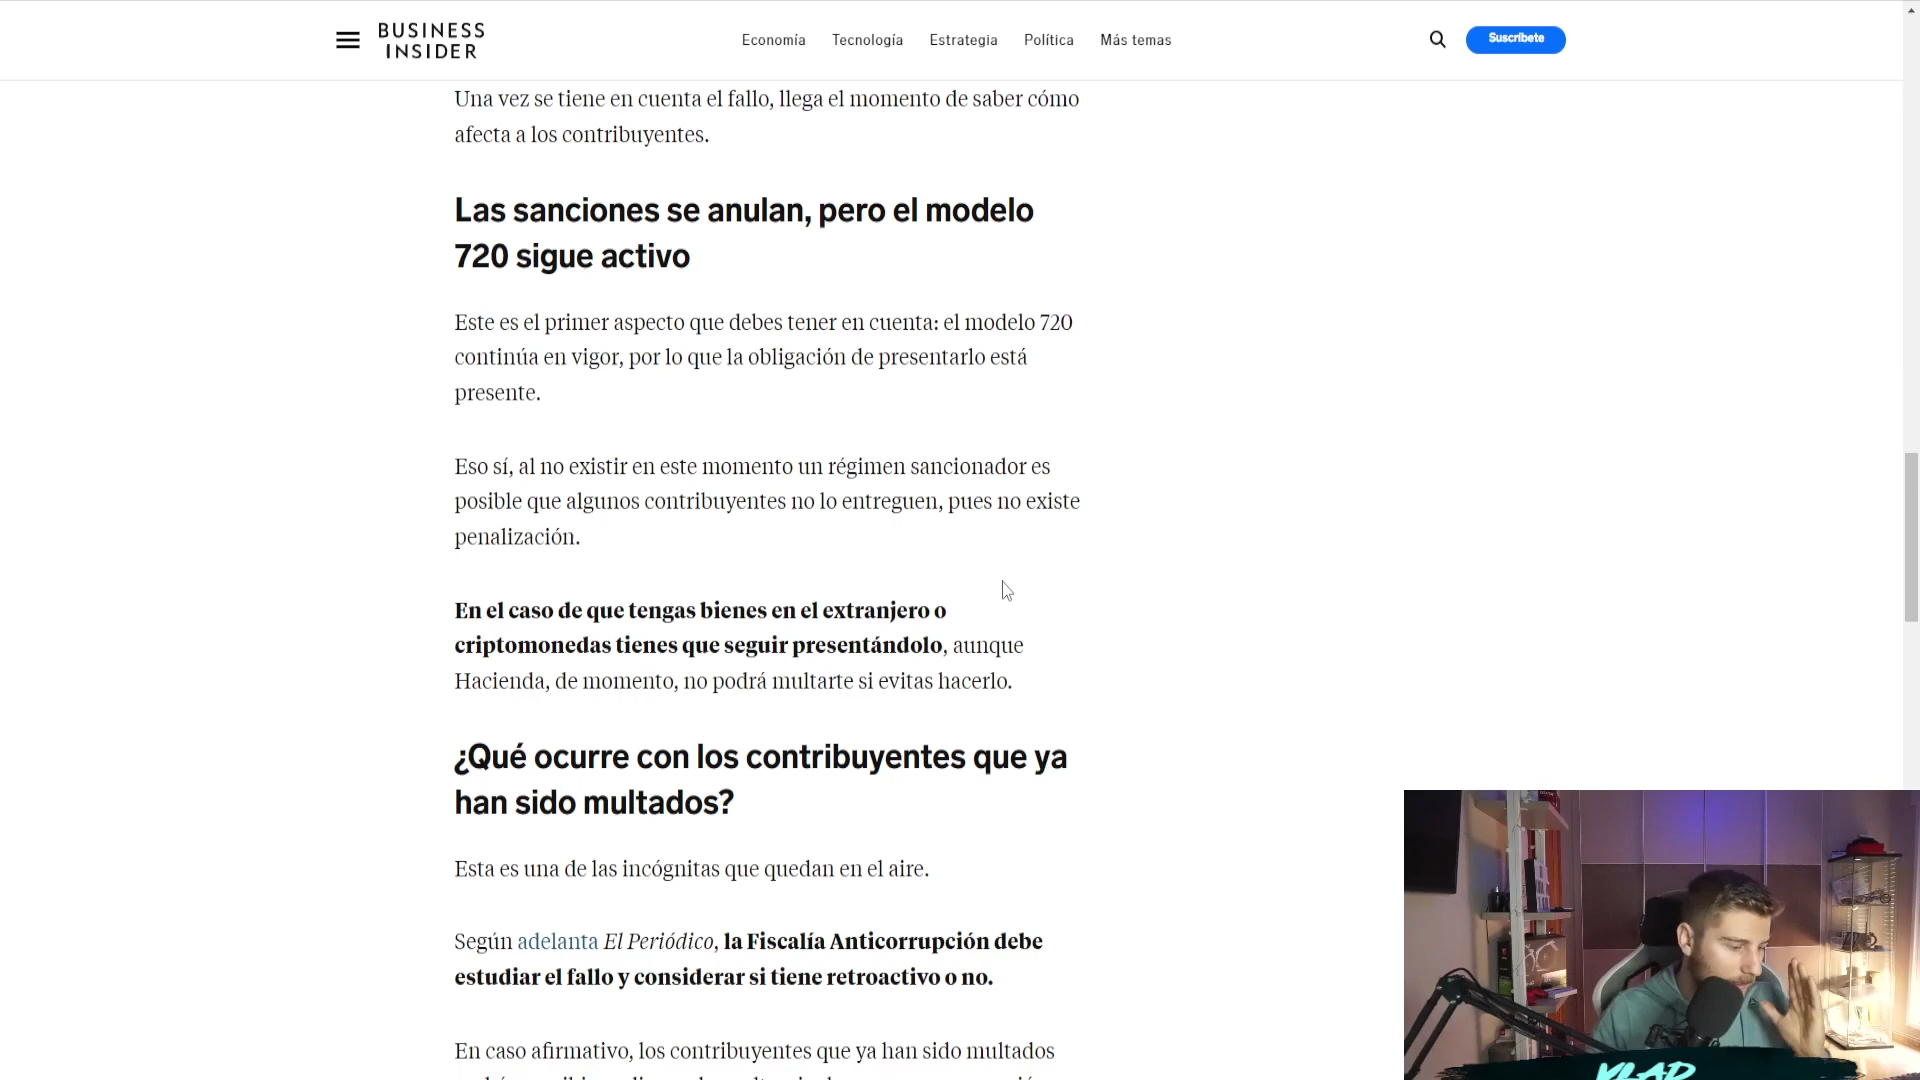 BUSINESS
INSIDER
Economía
Tecnología
Estrategia
Política
Más temas
Suscríbete
Una vez se tiene en cuenta el fallo, llega el momento de saber cómo
afecta a los contribuyentes.
Las sanciones se anulan, pero el modelo
720 sigue activo
Este es el primer aspecto que debes tener en cuenta: el modelo 720
continúa en vigor, por lo que la obligación de presentarlo está
presente.
Eso sí, al no existir en este momento un régimen sancionador es
posible que algunos contribuyentes no lo entreguen, pues no existe
penalización.
En el caso de que tengas bienes en el extranjero o
criptomonedas tienes que seguir presentándolo, aunque
Hacienda, de momento, no podrá multarte si evitas hacerlo.
¿Qué ocurre con los contribuyentes que ya
han sido multados?
Esta es una de las incógnitas que quedan en el aire.
Según adelanta El Periódico, la Fiscalía Anticorrupción debe
estudiar el fallo y considerar si tiene retroactivo o no.
En caso afirmativo, los contribuyentes que ya han sido multados
VLAD